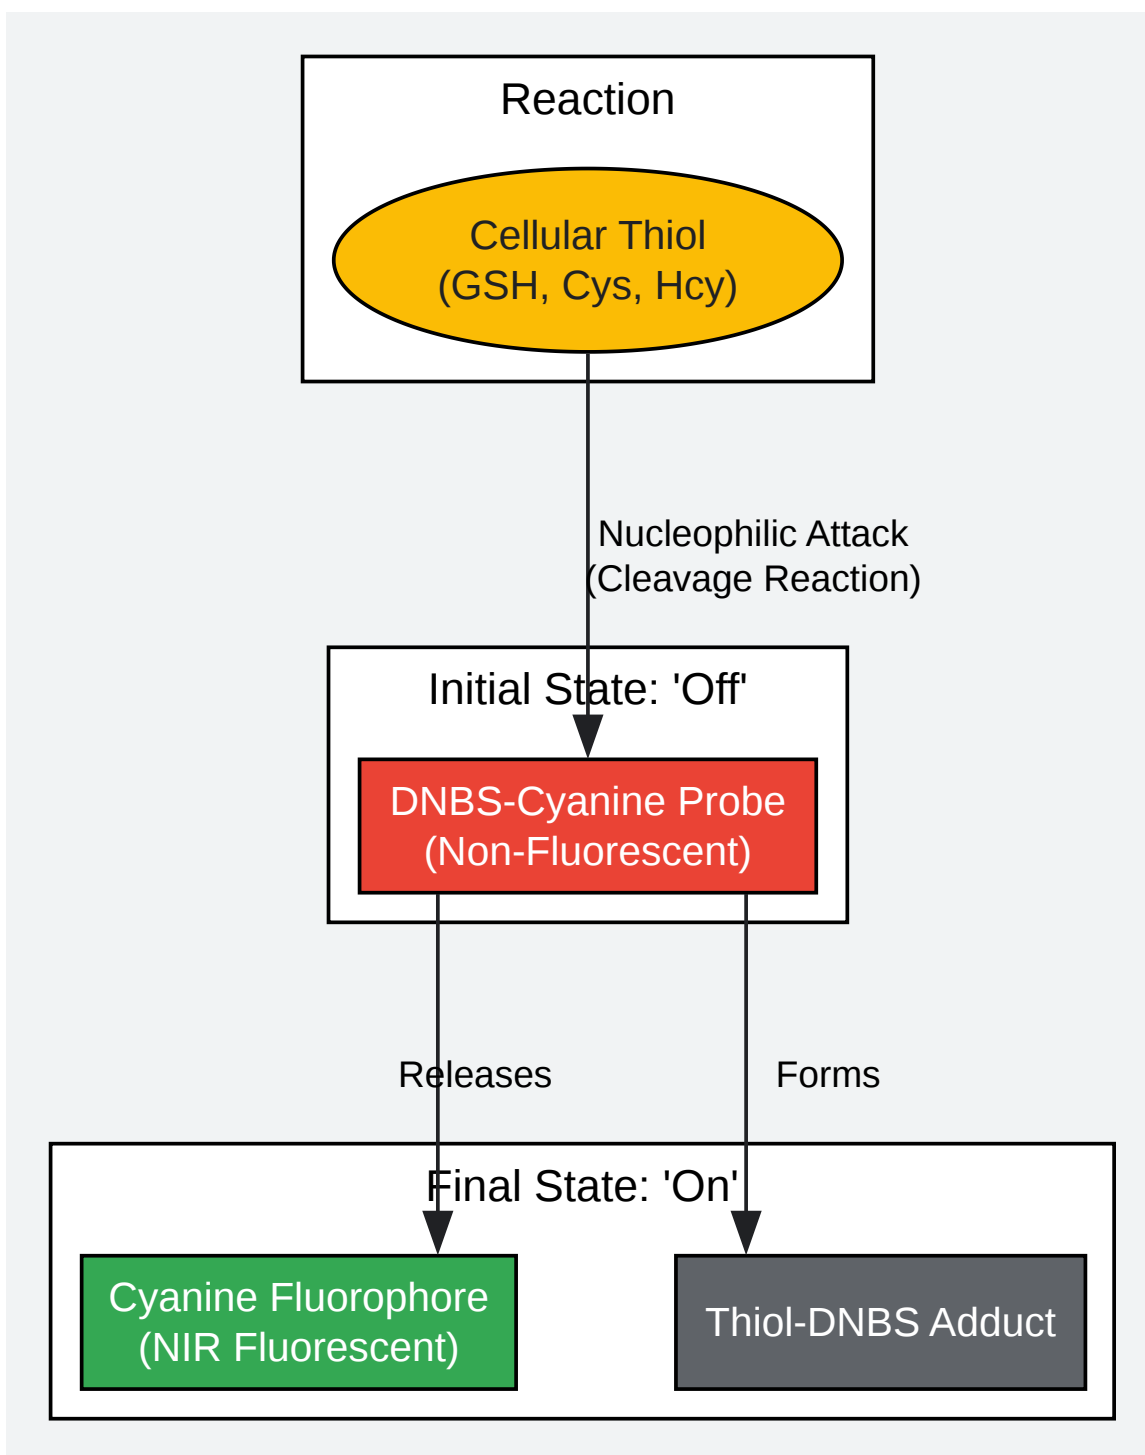 Reaction
Cellular Thiol
(GSH, Cys, Hcy)
Nucleophilic Attack
(Cleavage Reaction)
Initial State: 'Off'
DNBS-Cyanine Probe
(Non-Fluorescent)
Releases
Forms
Final State: 'On'
Cyanine Fluorophore
(NIR Fluorescent)
Thiol-DNBS Adduct